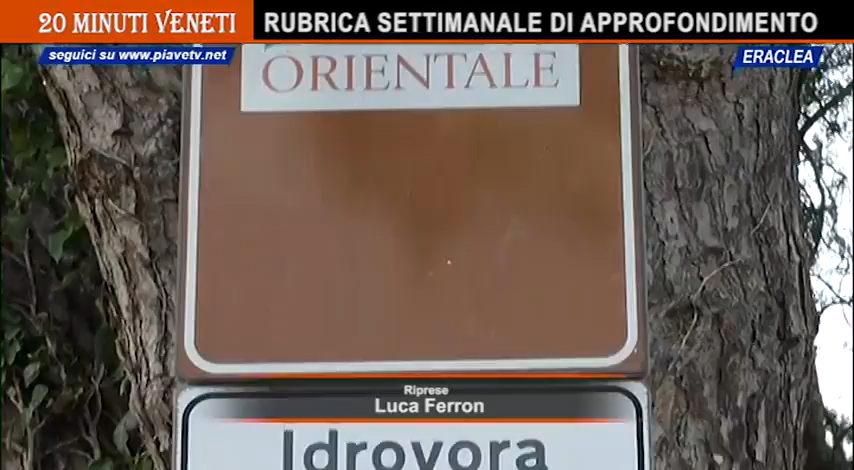 20 MINUTI VENETI
RUBRICA SETTIMANALE DI APPROFONDIMENTO
seguici su www.piavetv.net
ERACLEA
ORIENTALE
Riprese
Luca Ferron
Idrovora